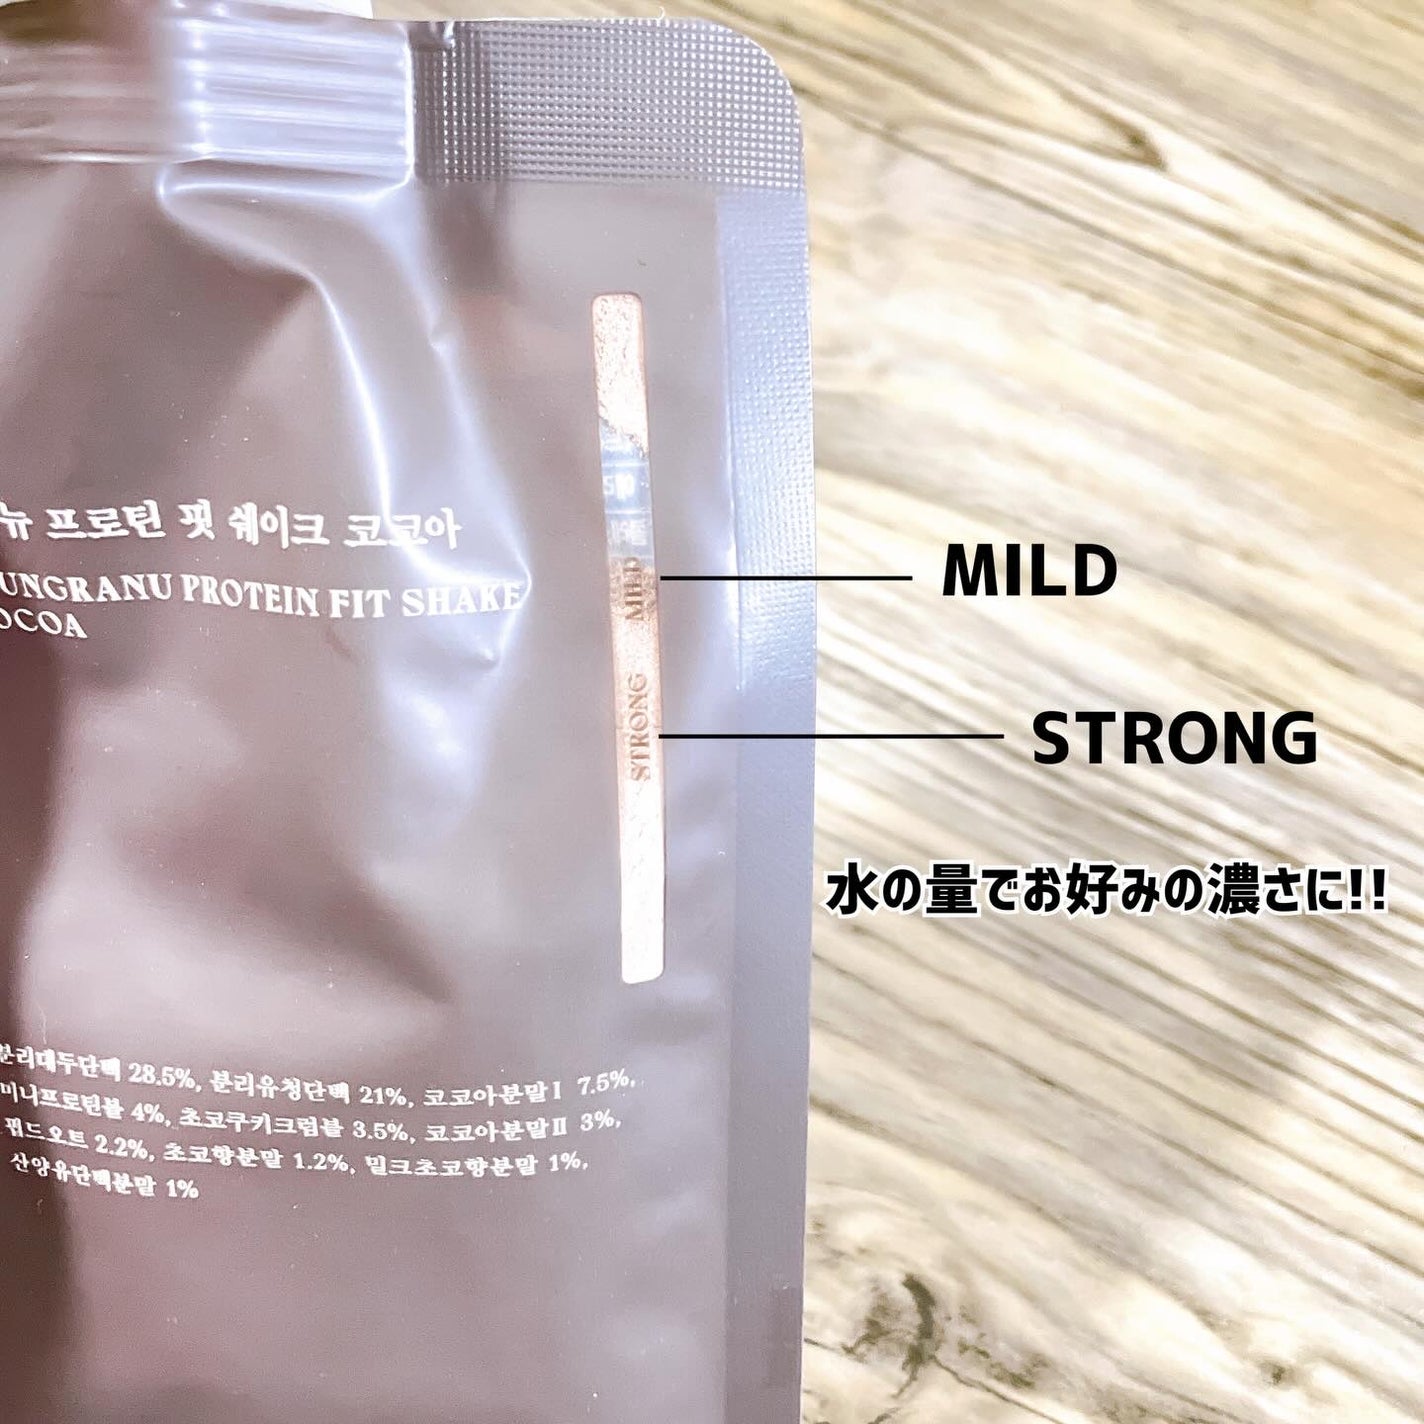 뉴 프로틴 핏 쉐이크 코코아
UNGRANU PROTEIN FIT SHAKE
OCOA
MILD
STRONG
MILD
STRONG
水の量でお好みの濃さに!!
분리대두단백 28.5%, 분리유청단백 21%, 코코아분말Ⅰ 7.5%,
미니프로틴볼 4%, 초코쿠키크럼블 3.5%, 코코아분말Ⅱ 3%,
드오트 2.2%, 초코향분말 1.2%, 밀크초코향분말 1%,
산양유단백분말 1%